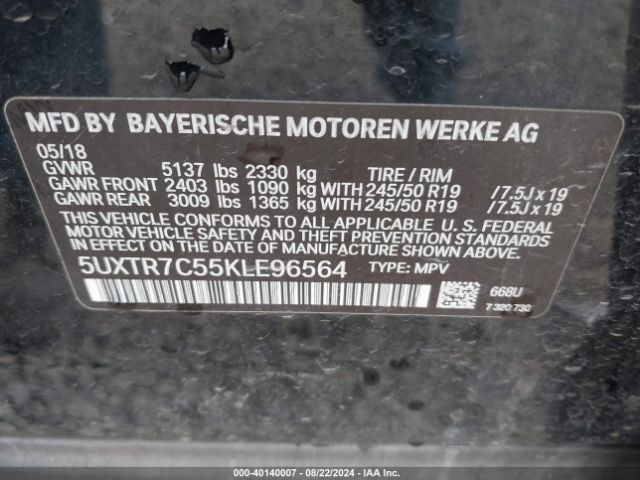 MFD BY BAYERISCHE MOTOREN WERKE AG
05/18
GVWR 5137 lbs 2330 kg TIRE / RIM
GAWR FRONT 2403 lbs 1090 kg WITH 245/50 R19 / 7.5J x 19
GAWR REAR 3009 lbs 1365 kg WITH 245/50 R19 / 7.5J x 19
THIS VEHICLE CONFORMS TO ALL APPLICABLE U. S. FEDERAL
MOTOR VEHICLE SAFETY AND THEFT PREVENTION STANDARDS
IN EFFECT ON THE DATE OF MANUFACTURE SHOWN ABOVE.
5UXTR7C55KLE96564 TYPE: MPV
668U
7 320 730
000-40140007 - 08/22/2024 - IAA, Inc.